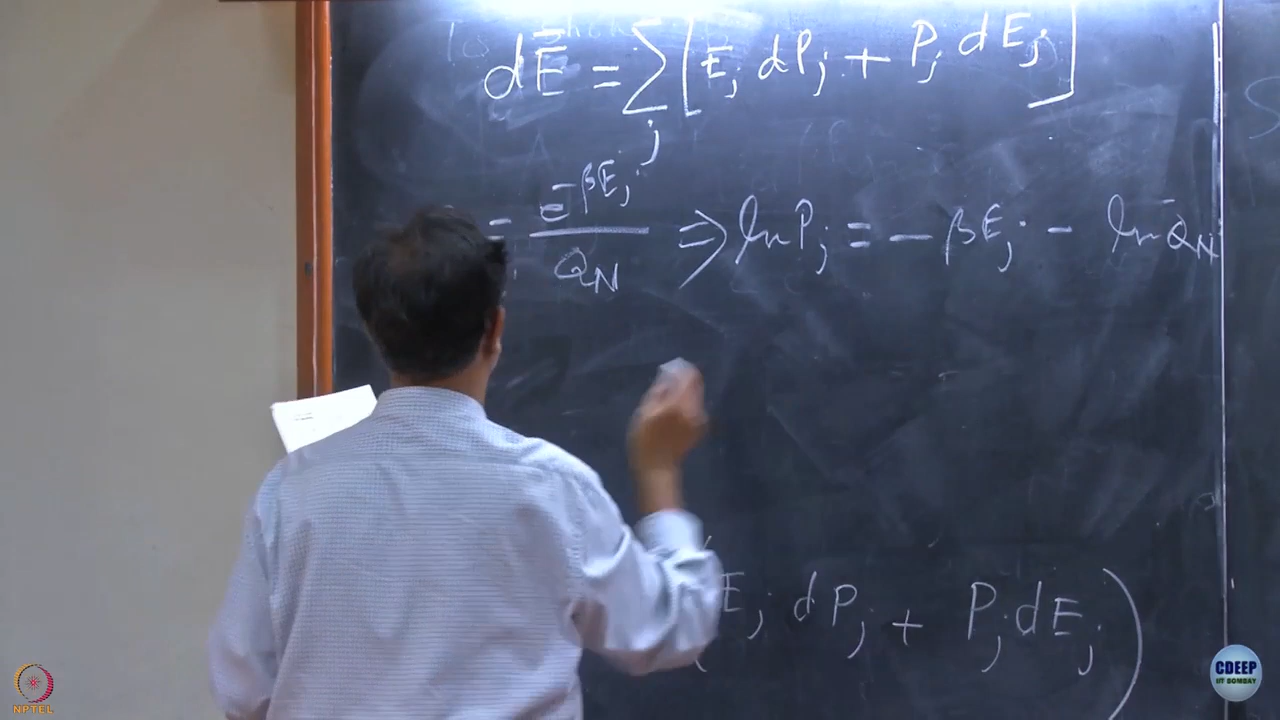 dĒ = ∑_j [E_j dP_j + P_j dE_j]
= e^{-βE_j} / Q_N ⇒ ln P_j = - βE_j - ln Q_N
E_j dP_j + P_j dE_j)
NPTEL
CDEEP
IIT BOMBAY